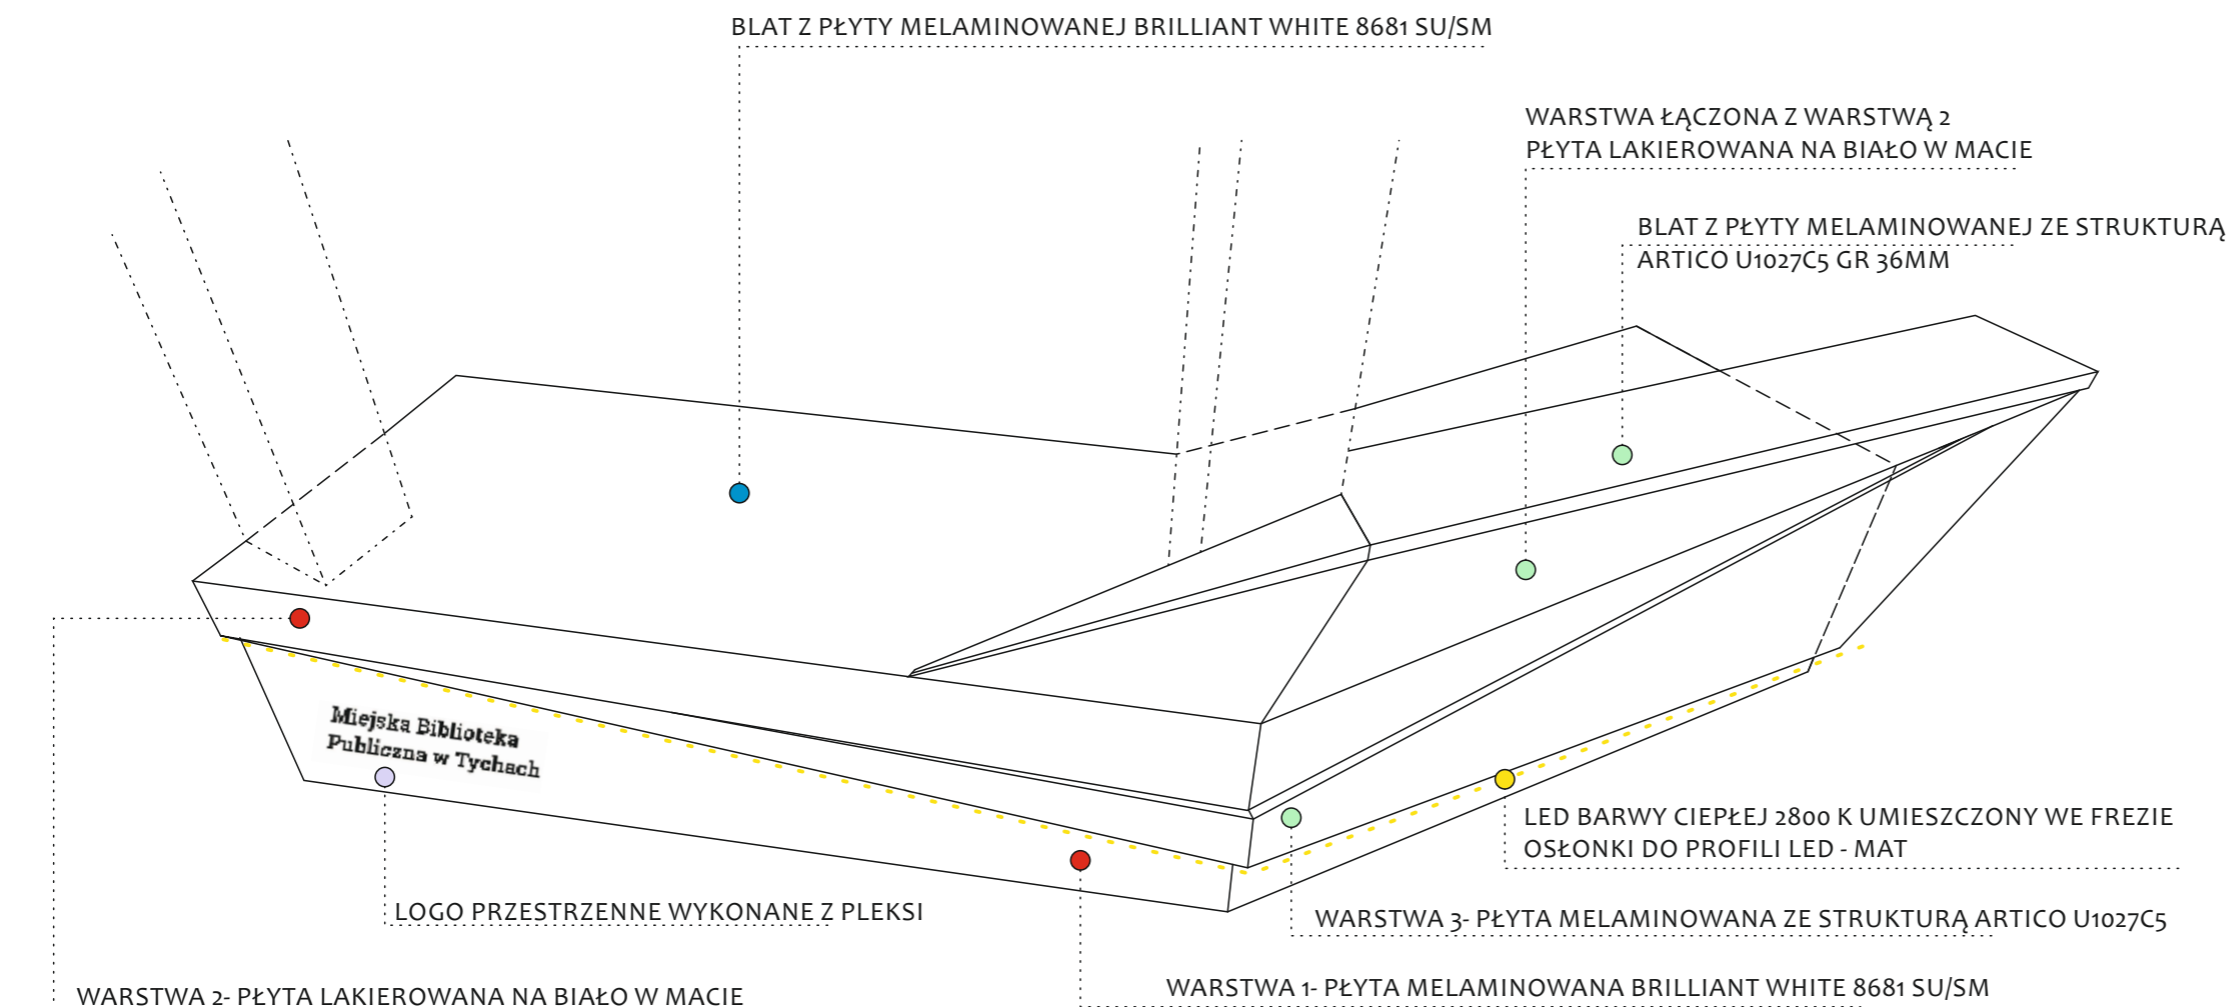 BLAT Z PŁYTY MELAMINOWANEJ BRILLIANT WHITE 8681 SU/SM
WARSTWA ŁĄCZONA Z WARSTWĄ 2
PŁYTA LAKIEROWANA NA BIAŁO W MACIE
BLAT Z PŁYTY MELAMINOWANEJ ZE STRUKTURĄ
ARTICO U1027C5 GR 36MM
Miejska Biblioteka
Publiczna w Tychach
LED BARWY CIEPŁEJ 2800 K UMIESZCZONY WE FREZIE
OSŁONKI DO PROFILI LED - MAT
LOGO PRZESTRZENNE WYKONANE Z PLEKSI
WARSTWA 3- PŁYTA MELAMINOWANA ZE STRUKTURĄ ARTICO U1027C5
WARSTWA 1- PŁYTA MELAMINOWANA BRILLIANT WHITE 8681 SU/SM
WARSTWA 2- PŁYTA LAKIEROWANA NA BIAŁO W MACIE